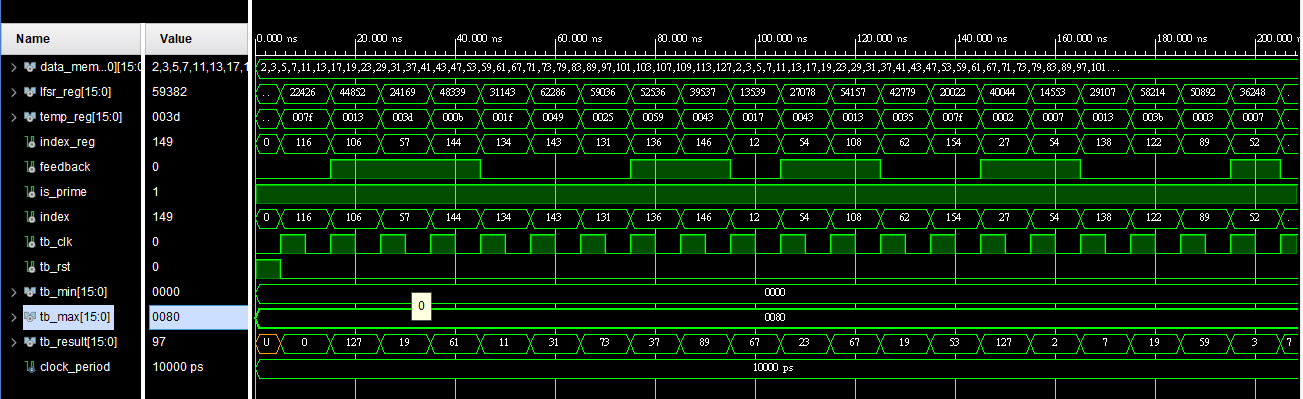 Name Value 0.000 ns 20.000 ns 40.000 ns 60.000 ns 80.000 ns 100.000 ns 120.000 ns 140.000 ns 160.000 ns 180.000 ns 200.000
data_mem...0][15:0 2,3,5,7,11,13,17,1 2,3,5,7,11,13,17,19,23,29,31,37,41,43,47,53,59,61,67,71,73,79,83,89,97,101,103,107,109,113,127,2,3,5,7,11,13,17,19,23,29,31,37,41,43,47,53,59,61,67,71,73,79,83,89,97,101...
lfsr_reg[15:0] 59382 .. 22426 44852 24169 48339 31143 62286 59036 52536 39537 13539 27078 54157 42779 20022 40044 14553 29107 58214 50892 36248 ..
temp_reg[15:0] 003d .. 007f 0013 003d 000b 001f 0049 0025 0059 0043 0017 0043 0013 0035 007f 0002 0007 0013 003b 0003 0007 .
index_reg 149 0 116 106 57 144 134 143 131 136 146 12 54 108 62 154 27 54 138 122 89 52 .
feedback 0
is_prime 1
index 149 0 116 106 57 144 134 143 131 136 146 12 54 108 62 154 27 54 138 122 89 52 .
tb_clk 0
tb_rst 0
tb_min[15:0] 0000 0000
0
tb_max[15:0] 0080 0080
tb_result[15:0] 97 U 0 127 19 61 11 31 73 37 89 67 23 67 19 53 127 2 7 19 59 3 7
clock_period 10000 ps 10000 ps